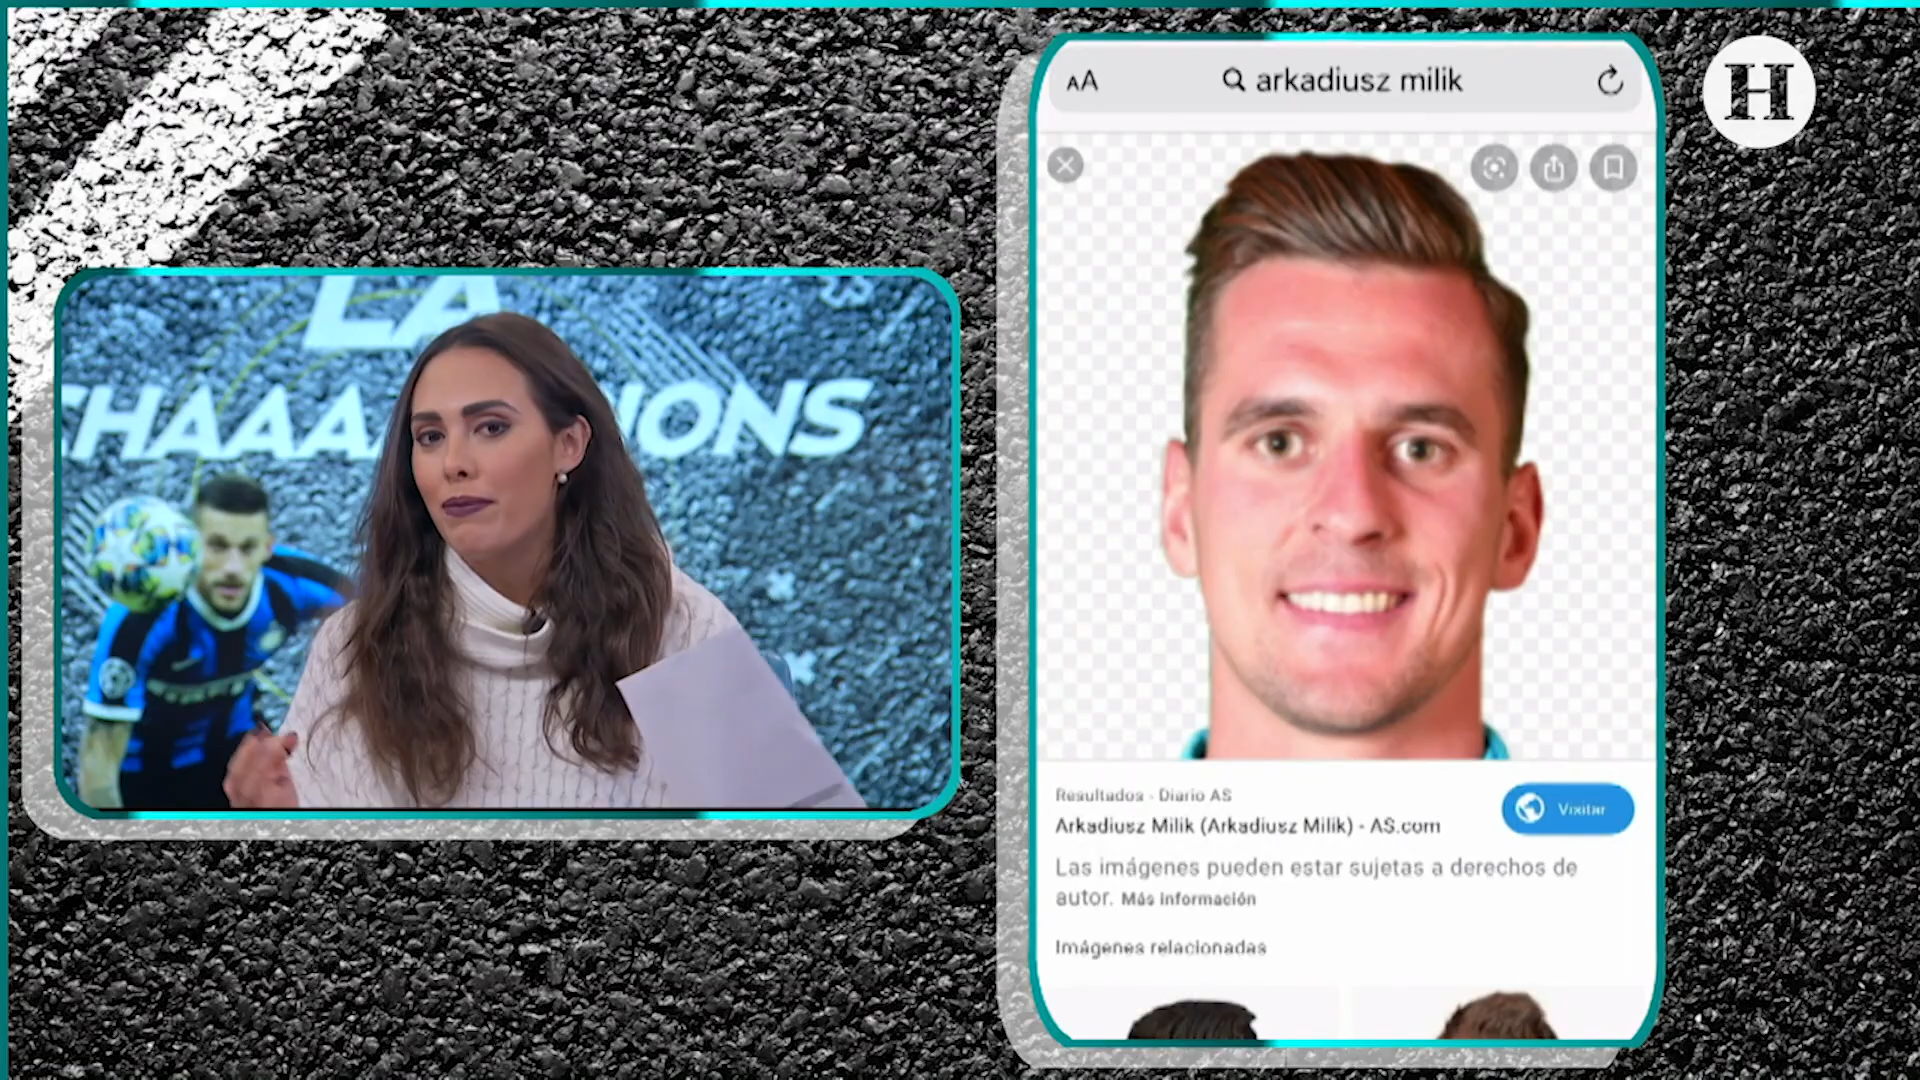 LA
CHAAA
IONS
AA
arkadiusz milik
H
Resultados - Diario AS
Arkadiusz Milik (Arkadiusz Milik) - AS.com
Visitar
Las imágenes pueden estar sujetas a derechos de
autor. Más información
Imágenes relacionadas